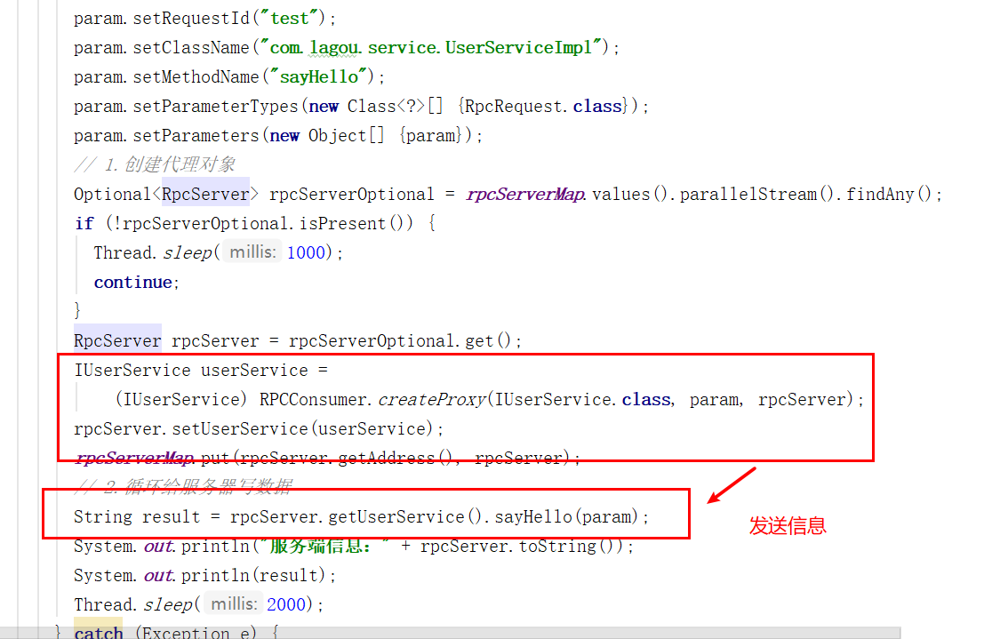 param.setRequestId("test");
param.setClassName("com.lagou.service.UserServiceImpl");
param.setMethodName("sayHello");
param.setParameterTypes(new Class<?>[] {RpcRequest.class});
param.setParameters(new Object[] {param});
// 1.创建代理对象
Optional<RpcServer> rpcServerOptional = rpcServerMap.values().parallelStream().findAny();
if (!rpcServerOptional.isPresent()) {
Thread.sleep( millis: 1000);
continue;
}
RpcServer rpcServer = rpcServerOptional.get();
IUserService userService =
(IUserService) RPCConsumer.createProxy(IUserService.class, param, rpcServer);
rpcServer.setUserService(userService);
rpcServerMap.put(rpcServer.getAddress(), rpcServer);
// 2.循环给服务器写数据
String result = rpcServer.getUserService().sayHello(param);
发送信息
System.out.println("服务端信息：" + rpcServer.toString());
System.out.println(result);
Thread.sleep( millis: 2000);
} catch (Exception e) {